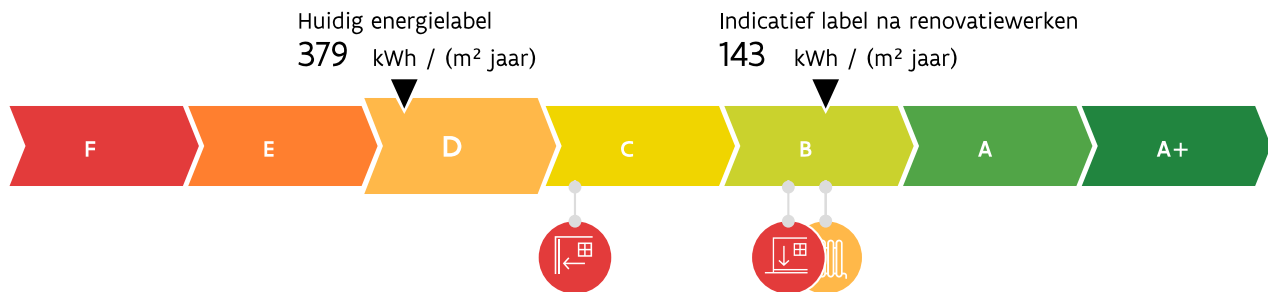 Huidig energielabel
379 kWh / (m² jaar)
Indicatief label na renovatiewerken
143 kWh / (m² jaar)
F E D C B A A+